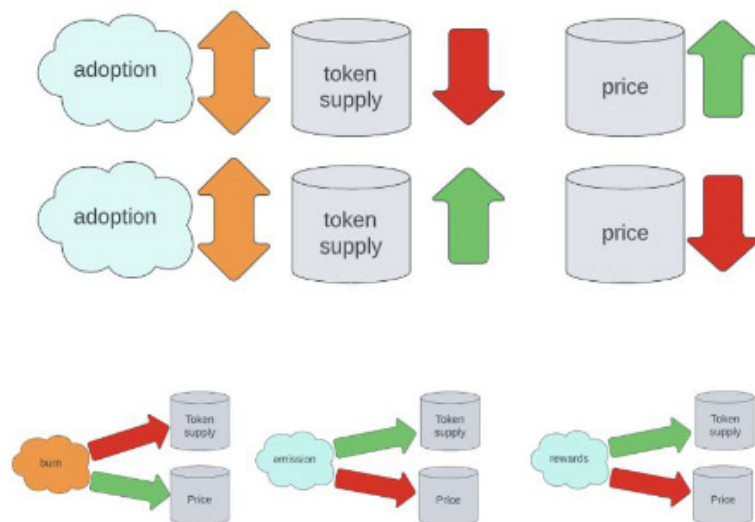 adoption
token
supply
price
adoption
token
supply
price
burn
Token
supply
Price
emission
Token
supply
Price
rewards
Token
supply
Price